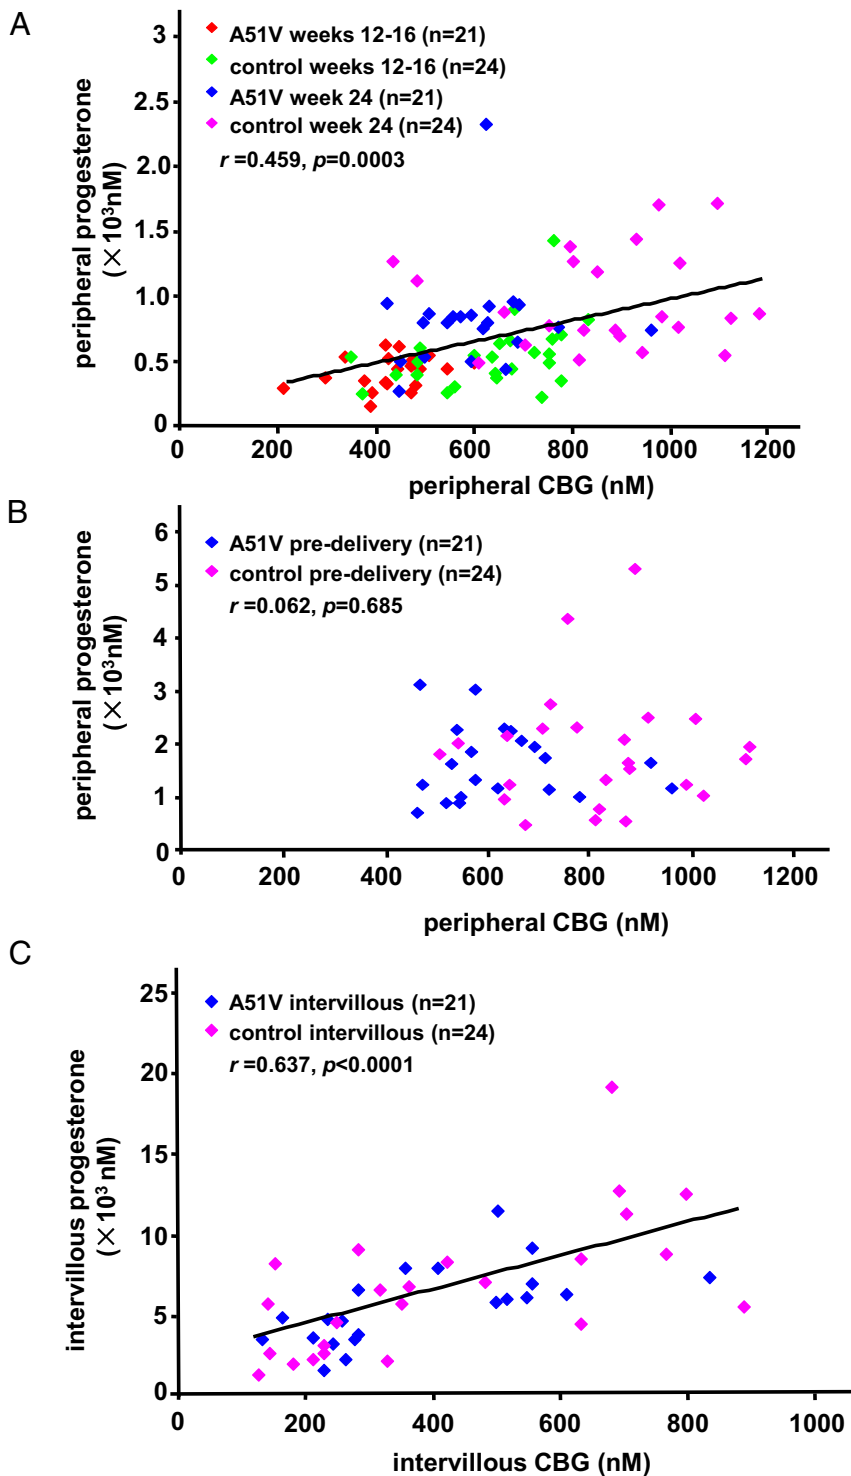 A
A51V weeks 12-16 (n=21)
control weeks 12-16 (n=24)
A51V week 24 (n=21)
control week 24 (n=24)
r =0.459, p=0.0003
peripheral progesterone
(×10³nM)
3
2.5
2.0
1.5
1.0
0.5
0
0 200 400 600 800 1000 1200
peripheral CBG (nM)
B
A51V pre-delivery (n=21)
control pre-delivery (n=24)
r =0.062, p=0.685
peripheral progesterone
(×10³nM)
6
5
4
3
2
1
0
0 200 400 600 800 1000 1200
peripheral CBG (nM)
C
A51V intervillous (n=21)
control intervillous (n=24)
r =0.637, p<0.0001
intervillous progesterone
(×10³ nM)
25
20
15
10
5
0
0 200 400 600 800 1000
intervillous CBG (nM)